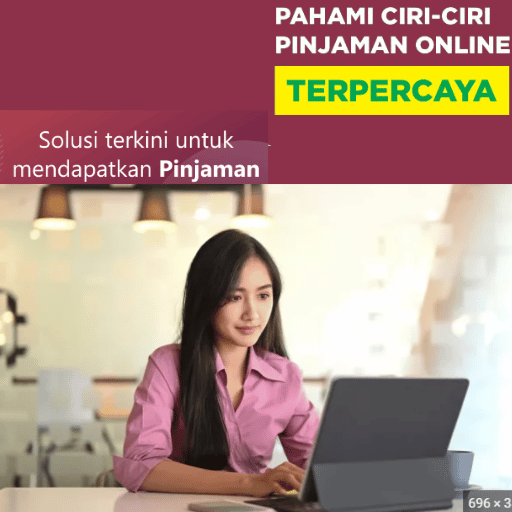 PAHAMI CIRI-CIRI
PINJAMAN ONLINE
TERPERCAYA
Solusi terkini untuk
mendapatkan Pinjaman
696 × 3